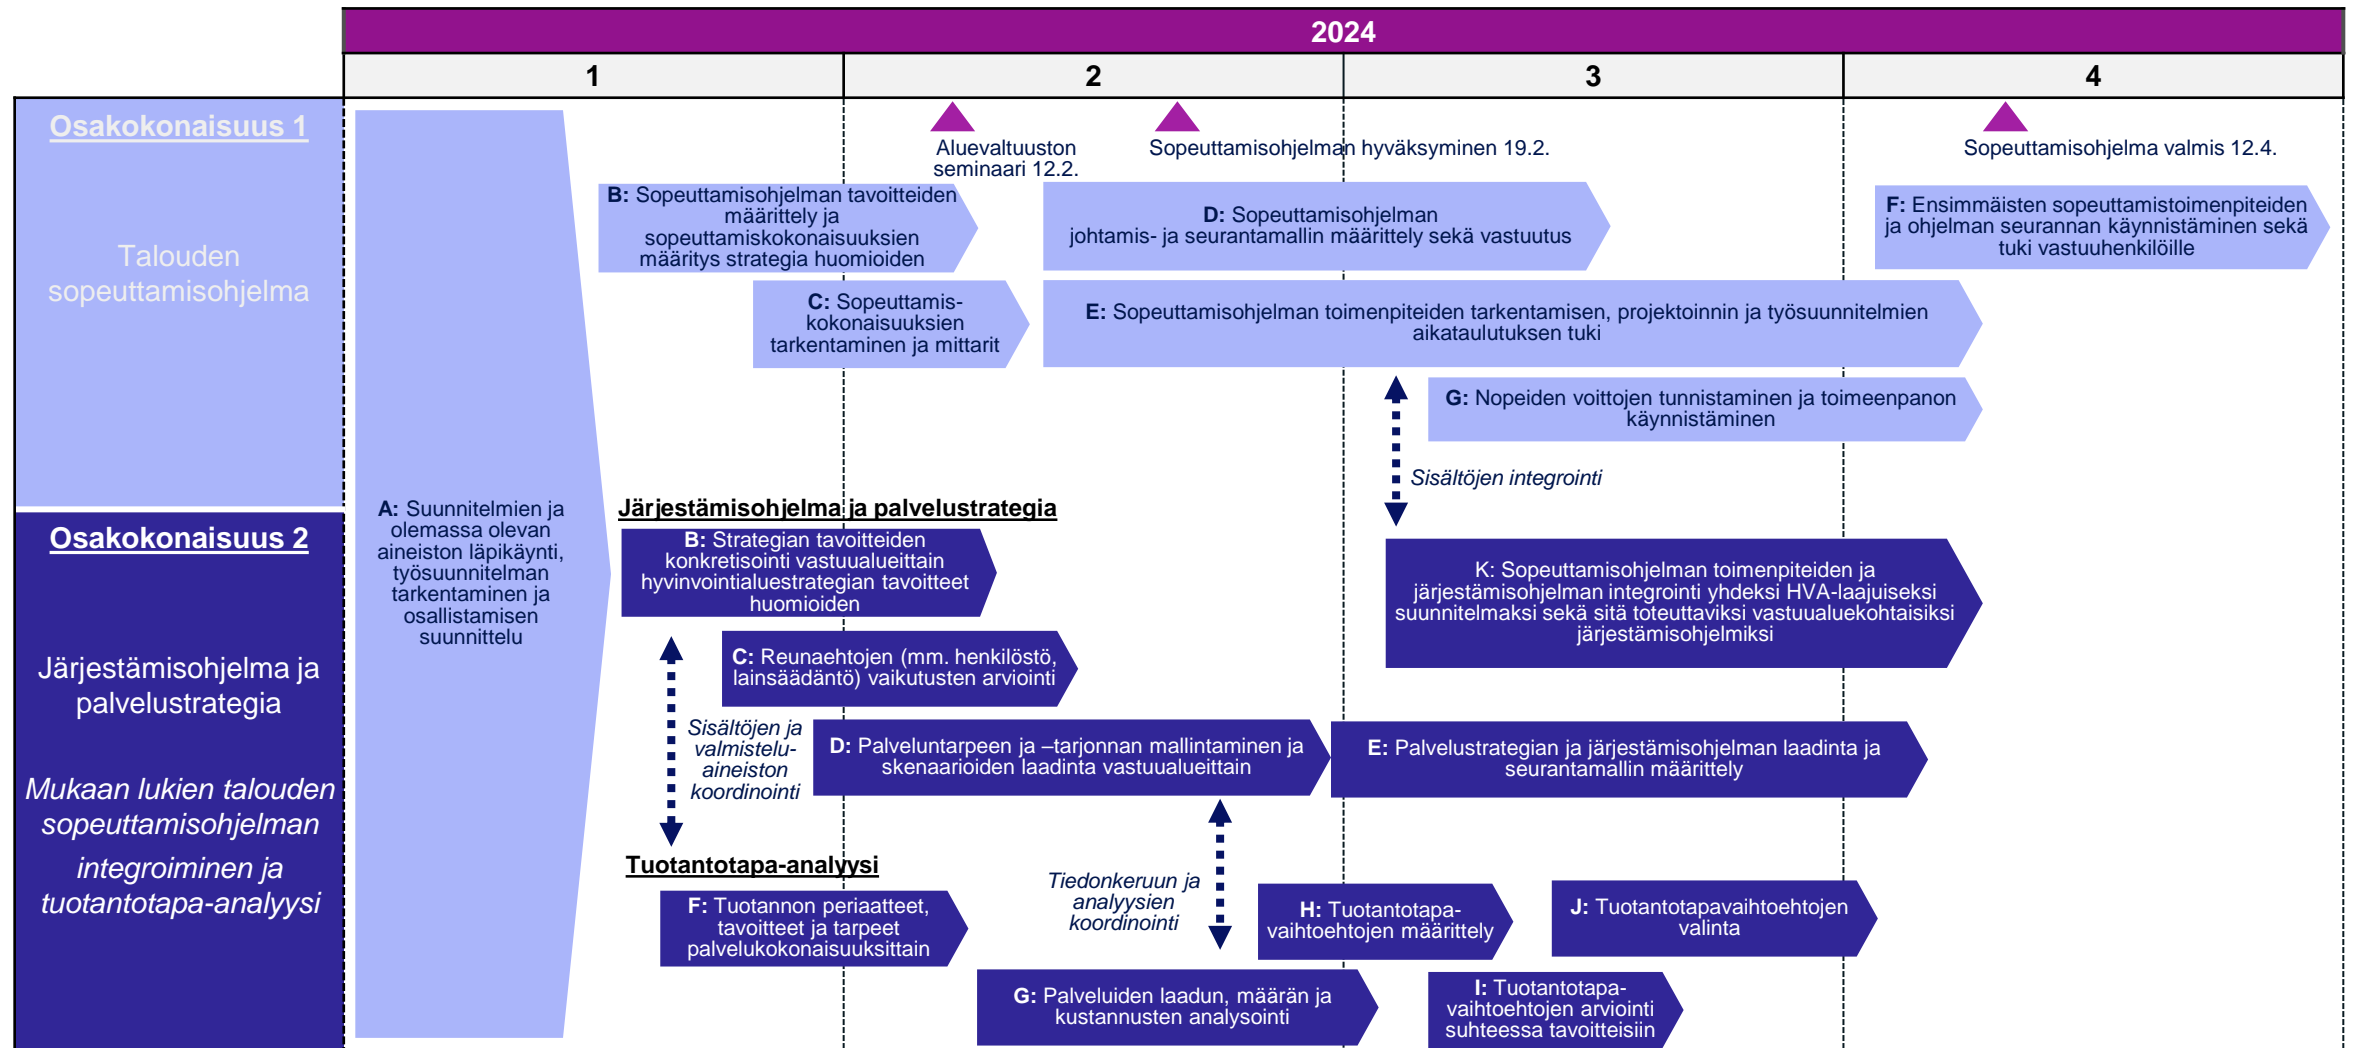 2024
1
2
3
4
Osakokonaisuus 1
Talouden
sopeuttamisohjelma
Osakokonaisuus 2
Järjestämisohjelma ja
palvelustrategia
Mukaan lukien talouden
sopeuttamisohjelman
integroiminen ja
tuotantotapa-analyysi
A: Suunnitelmien ja
olemassa olevan
aineiston läpikäynti,
työsuunnitelman
tarkentaminen ja
osallistamisen
suunnittelu
Aluevaltuuston
seminaari 12.2.
Sopeuttamisohjelman hyväksyminen 19.2.
Sopeuttamisohjelma valmis 12.4.
B: Sopeuttamisohjelman tavoitteiden
määrittely ja
sopeuttamiskokonaisuuksien
määritys strategia huomioiden
D: Sopeuttamisohjelman
johtamis- ja seurantamallin määrittely sekä vastuutus
F: Ensimmäisten sopeuttamistoimenpiteiden
ja ohjelman seurannan käynnistäminen sekä
tuki vastuuhenkilöille
C: Sopeuttamis-
kokonaisuuksien
tarkentaminen ja mittarit
E: Sopeuttamisohjelman toimenpiteiden tarkentamisen, projektoinnin ja työsuunnitelmien
aikataulutuksen tuki
G: Nopeiden voittojen tunnistaminen ja toimeenpanon
käynnistäminen
Sisältöjen integrointi
Järjestämisohjelma ja palvelustrategia
B: Strategian tavoitteiden
konkretisointi vastuualueittain
hyvinvointialuestrategian tavoitteet
huomioiden
K: Sopeuttamisohjelman toimenpiteiden ja
järjestämisohjelman integrointi yhdeksi HVA-laajuiseksi
suunnitelmaksi sekä sitä toteuttaviksi vastuualuekohtaisiksi
järjestämisohjelmiksi
C: Reunaehtojen (mm. henkilöstö,
lainsäädäntö) vaikutusten arviointi
Sisältöjen ja
valmistelu-
aineiston
koordinointi
D: Palveluntarpeen ja –tarjonnan mallintaminen ja
skenaarioiden laadinta vastuualueittain
E: Palvelustrategian ja järjestämisohjelman laadinta ja
seurantamallin määrittely
Tuotantotapa-analyysi
Tiedonkeruun ja
analyysien
koordinointi
F: Tuotannon periaatteet,
tavoitteet ja tarpeet
palvelukokonaisuuksittain
H: Tuotantotapa-
vaihtoehtojen määrittely
J: Tuotantotapavaihtoehtojen
valinta
G: Palveluiden laadun, määrän ja
kustannusten analysointi
I: Tuotantotapa-
vaihtoehtojen arviointi
suhteessa tavoitteisiin